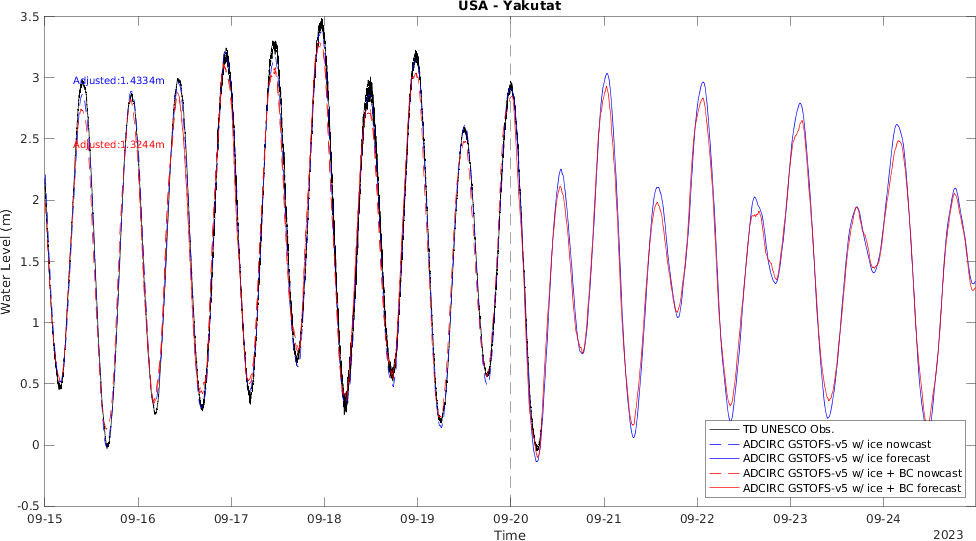 USA - Yakutat
3.5
3
2.5
2
1.5
1
0.5
0
-0.5
Water Level (m)
Adjusted:1.4334m
Adjusted:1.3244m
TD UNESCO Obs.
ADCIRC GSTOFS-v5 w/ ice nowcast
ADCIRC GSTOFS-v5 w/ ice forecast
ADCIRC GSTOFS-v5 w/ ice + BC nowcast
ADCIRC GSTOFS-v5 w/ ice + BC forecast
09-15 09-16 09-17 09-18 09-19 09-20 09-21 09-22 09-23 09-24
Time
2023